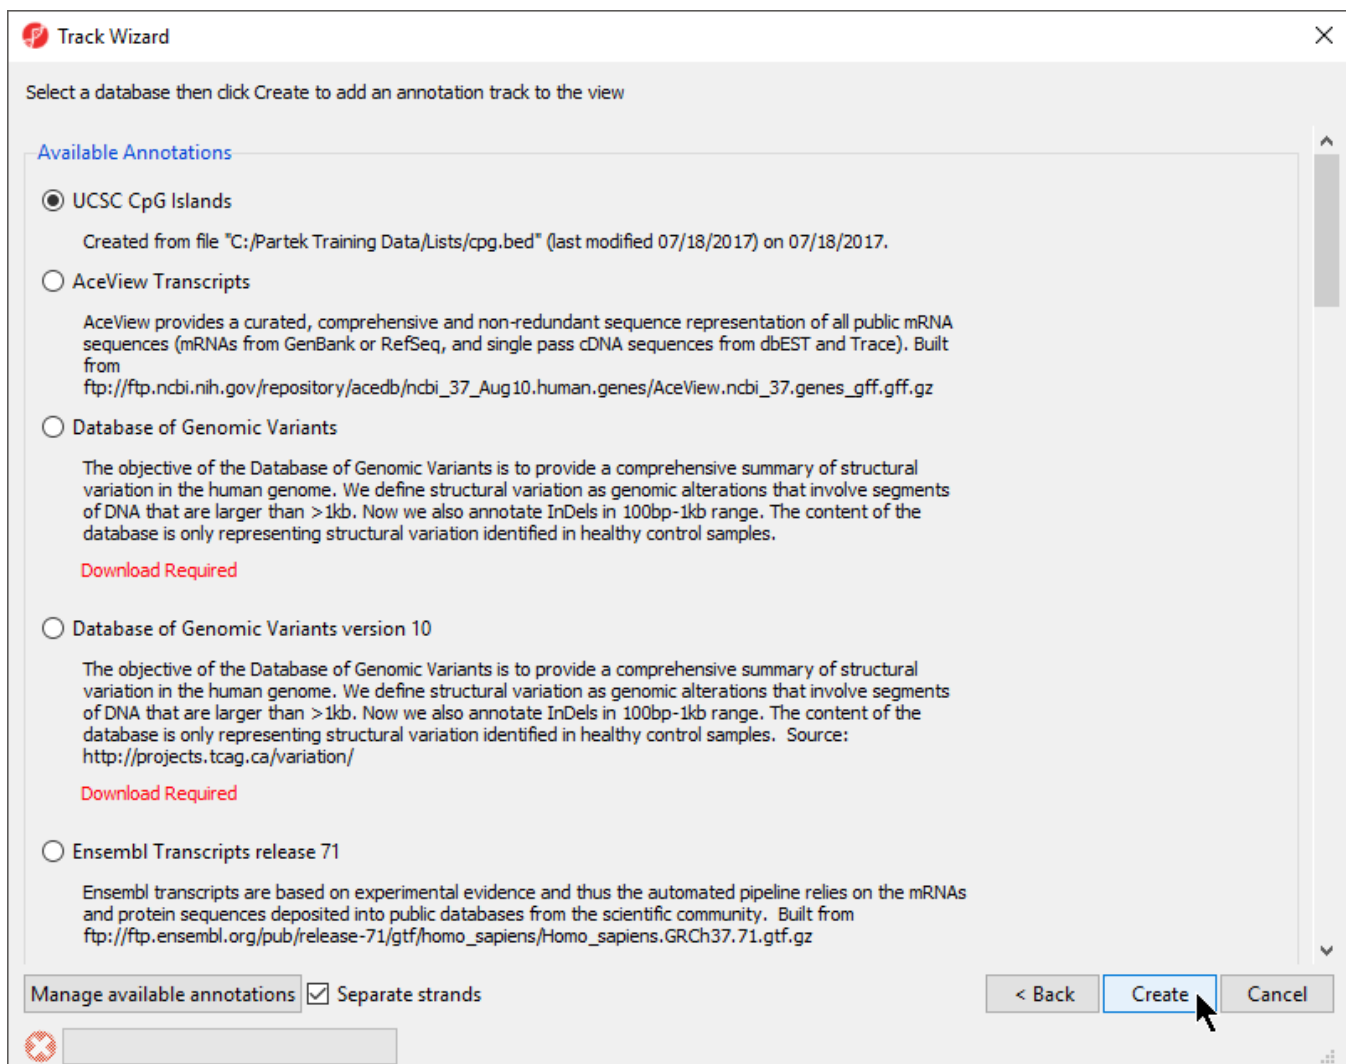 Track Wizard
Select a database then click Create to add an annotation track to the view
Available Annotations
UCSC CpG Islands
Created from file "C:/Partek Training Data/Lists/cpg.bed" (last modified 07/18/2017) on 07/18/2017.
AceView Transcripts
AceView provides a curated, comprehensive and non-redundant sequence representation of all public mRNA
sequences (mRNAs from GenBank or RefSeq, and single pass cDNA sequences from dbEST and Trace). Built
from
ftp://ftp.ncbi.nih.gov/repository/acedb/ncbi_37_Aug10.human.genes/AceView.ncbi_37.genes_gff.gff.gz
Database of Genomic Variants
The objective of the Database of Genomic Variants is to provide a comprehensive summary of structural
variation in the human genome. We define structural variation as genomic alterations that involve segments
of DNA that are larger than >1kb. Now we also annotate InDels in 100bp-1kb range. The content of the
database is only representing structural variation identified in healthy control samples.
Download Required
Database of Genomic Variants version 10
The objective of the Database of Genomic Variants is to provide a comprehensive summary of structural
variation in the human genome. We define structural variation as genomic alterations that involve segments
of DNA that are larger than >1kb. Now we also annotate InDels in 100bp-1kb range. The content of the
database is only representing structural variation identified in healthy control samples.  Source:
http://projects.tcag.ca/variation/
Download Required
Ensembl Transcripts release 71
Ensembl transcripts are based on experimental evidence and thus the automated pipeline relies on the mRNAs
and protein sequences deposited into public databases from the scientific community.  Built from
ftp://ftp.ensembl.org/pub/release-71/gtf/homo_sapiens/Homo_sapiens.GRCh37.71.gtf.gz
Manage available annotations Separate strands < Back Create Cancel